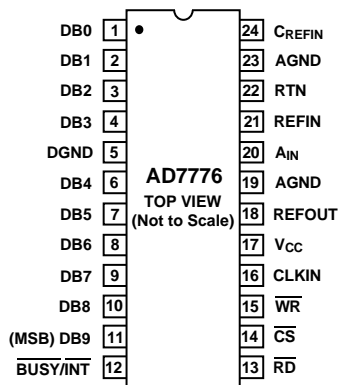 DB0 1 24 CREFIN
DB1 2 23 AGND
DB2 3 22 RTN
DB3 4 21 REFIN
DGND 5 20 AIN
DB4 6 AD7776 19 AGND
TOP VIEW
DB5 7 (Not to Scale) 18 REFOUT
DB6 8 17 VCC
DB7 9 16 CLKIN
DB8 10 15 WR
(MSB) DB9 11 14 CS
BUSY/INT 12 13 RD